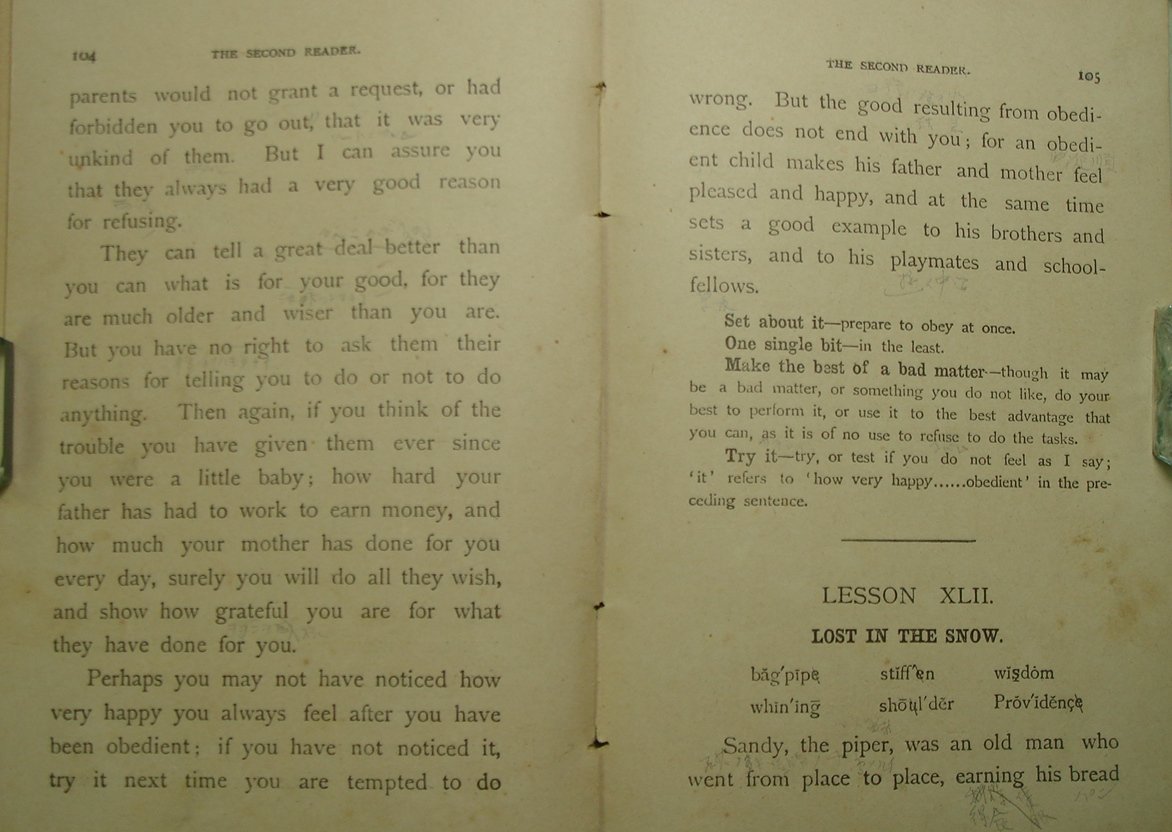 104
THE SECOND READER.
parents would not grant a request, or had
forbidden you to go out, that it was very
unkind of them. But I can assure you
that they always had a very good reason
for refusing.
They can tell a great deal better than
you can what is for your good, for they
are much older and wiser than you are.
But you have no right to ask them their
reasons for telling you to do or not to do
anything. Then again, if you think of the
trouble you have given them ever since
you were a little baby; how hard your
father has had to work to earn money, and
how much your mother has done for you
every day, surely you will do all they wish,
and show how grateful you are for what
they have done for you.
Perhaps you may not have noticed how
very happy you always feel after you have
been obedient; if you have not noticed it,
try it next time you are tempted to do
THE SECOND READER.
105
wrong. But the good resulting from obedi-
ence does not end with you; for an obedi-
ent child makes his father and mother feel
pleased and happy, and at the same time
sets a good example to his brothers and
sisters, and to his playmates and school-
fellows.
Set about it—prepare to obey at once.
One single bit—in the least.
Make the best of a bad matter—though it may
be a bad matter, or something you do not like, do your
best to perform it, or use it to the best advantage that
you can, as it is of no use to refuse to do the tasks.
Try it—try, or test if you do not feel as I say;
'it' refers to 'how very happy......obedient' in the pre-
ceding sentence.
LESSON XLII.
LOST IN THE SNOW.
băg′pīpe stĭff′en wĭşdȯm
whīn′ing shōul′dĕr Prŏv′ĭdĕnçe
Sandy, the piper, was an old man who
went from place to place, earning his bread
パン